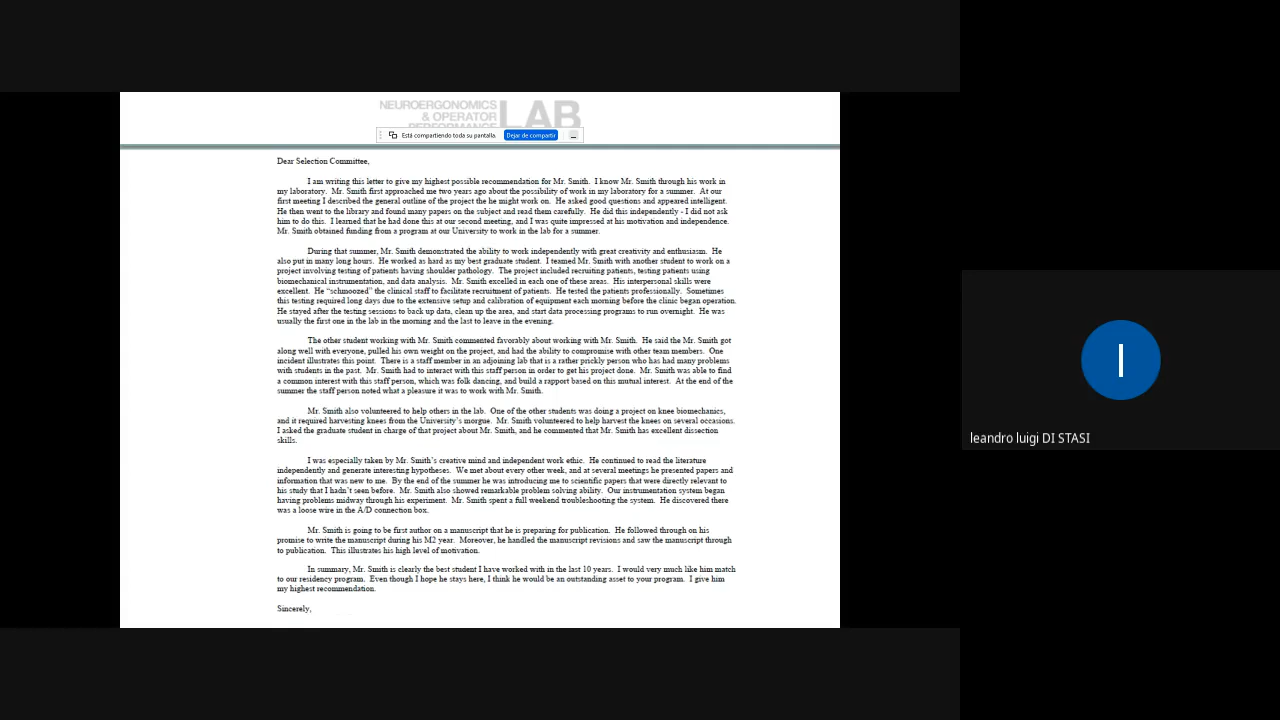 NEUROERGONOMICS
& OPERATOR
PERFORMANCE
LAB
Está compartiendo toda su pantalla.
Dejar de compartir
Dear Selection Committee,
I am writing this letter to give my highest possible recommendation for Mr. Smith. I know Mr. Smith through his work in
my laboratory. Mr. Smith first approached me two years ago about the possibility of work in my laboratory for a summer. At our
first meeting I described the general outline of the project the he might work on. He asked good questions and appeared intelligent.
He then went to the library and found many papers on the subject and read them carefully. He did this independently - I did not ask
him to do this. I learned that he had done this at our second meeting, and I was quite impressed at his motivation and independence.
Mr. Smith obtained funding from a program at our University to work in the lab for a summer.
During that summer, Mr. Smith demonstrated the ability to work independently with great creativity and enthusiasm. He
also put in many long hours. He worked as hard as my best graduate student. I teamed Mr. Smith with another student to work on a
project involving testing of patients having shoulder pathology. The project included recruiting patients, testing patients using
biomechanical instrumentation, and data analysis. Mr. Smith excelled in each one of these areas. His interpersonal skills were
excellent. He “schmoozed” the clinical staff to facilitate recruitment of patients. He tested the patients professionally. Sometimes
this testing required long days due to the extensive setup and calibration of equipment each morning before the clinic began operation.
He stayed after the testing sessions to back up data, clean up the area, and start data processing programs to run overnight. He was
usually the first one in the lab in the morning and the last to leave in the evening.
The other student working with Mr. Smith commented favorably about working with Mr. Smith. He said the Mr. Smith got
along well with everyone, pulled his own weight on the project, and had the ability to compromise with other team members. One
incident illustrates this point. There is a staff member in an adjoining lab that is a rather prickly person who has had many problems
with students in the past. Mr. Smith had to interact with this staff person in order to get his project done. Mr. Smith was able to find
a common interest with this staff person, which was folk dancing, and build a rapport based on this mutual interest. At the end of the
summer the staff person noted what a pleasure it was to work with Mr. Smith.
Mr. Smith also volunteered to help others in the lab. One of the other students was doing a project on knee biomechanics,
and it required harvesting knees from the University’s morgue. Mr. Smith volunteered to help harvest the knees on several occasions.
I asked the graduate student in charge of that project about Mr. Smith, and he commented that Mr. Smith has excellent dissection
skills.
I was especially taken by Mr. Smith’s creative mind and independent work ethic. He continued to read the literature
independently and generate interesting hypotheses. We met about every other week, and at several meetings he presented papers and
information that was new to me. By the end of the summer he was introducing me to scientific papers that were directly relevant to
his study that I hadn’t seen before. Mr. Smith also showed remarkable problem solving ability. Our instrumentation system began
having problems midway through his experiment. Mr. Smith spent a full weekend troubleshooting the system. He discovered there
was a loose wire in the A/D connection box.
Mr. Smith is going to be first author on a manuscript that he is preparing for publication. He followed through on his
promise to write the manuscript during his M2 year. Moreover, he handled the manuscript revisions and saw the manuscript through
to publication. This illustrates his high level of motivation.
In summary, Mr. Smith is clearly the best student I have worked with in the last 10 years. I would very much like him match
to our residency program. Even though I hope he stays here, I think he would be an outstanding asset to your program. I give him
my highest recommendation.
Sincerely,
l
leandro luigi DI STASI